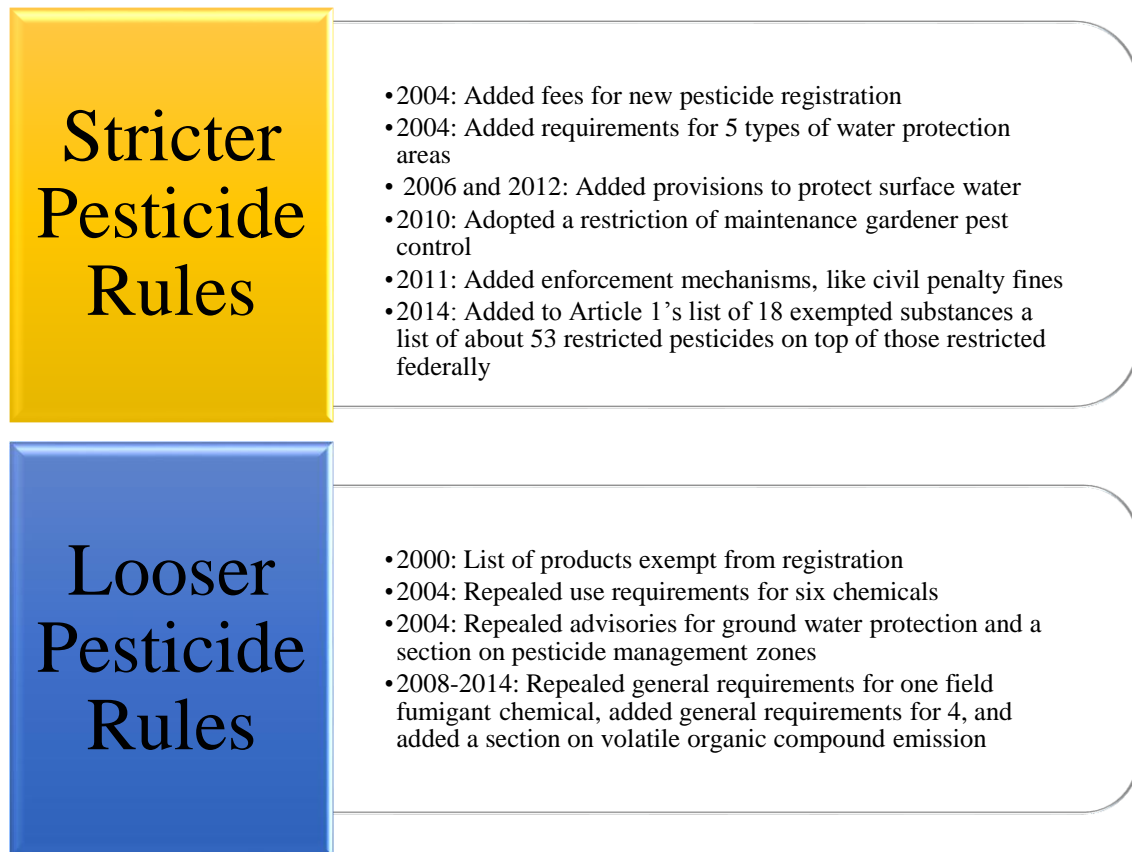 Stricter
Pesticide
Rules
•2004: Added fees for new pesticide registration
•2004: Added requirements for 5 types of water protection
areas
• 2006 and 2012: Added provisions to protect surface water
•2010: Adopted a restriction of maintenance gardener pest
control
•2011: Added enforcement mechanisms, like civil penalty fines
•2014: Added to Article 1’s list of 18 exempted substances a
list of about 53 restricted pesticides on top of those restricted
federally
Looser
Pesticide
Rules
•2000: List of products exempt from registration
•2004: Repealed use requirements for six chemicals
•2004: Repealed advisories for ground water protection and a
section on pesticide management zones
•2008-2014: Repealed general requirements for one field
fumigant chemical, added general requirements for 4, and
added a section on volatile organic compound emission